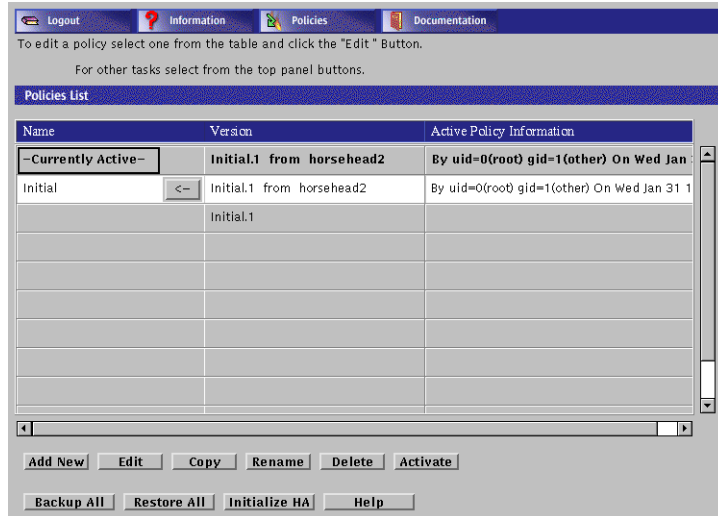 Logout Information Policies Documentation
To edit a policy select one from the table and click the "Edit " Button.
For other tasks select from the top panel buttons.
Policies List
Name Version Active Policy Information
–Currently Active– Initial.1 from horsehead2 By uid=0(root) gid=1(other) On Wed Jan
Initial <– Initial.1 from horsehead2 By uid=0(root) gid=1(other) On Wed Jan 31 1
Initial.1
Add New Edit Copy Rename Delete Activate
Backup All Restore All Initialize HA Help